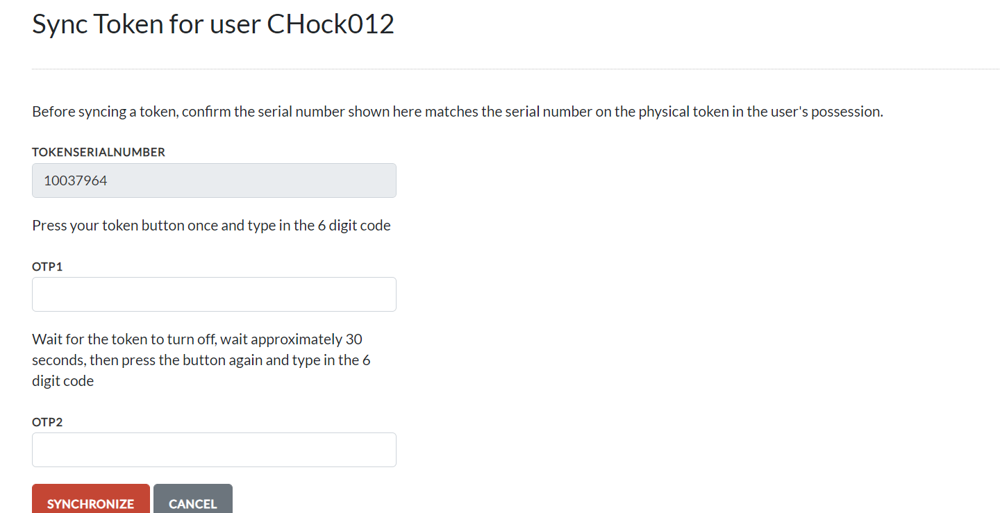 Sync Token for user CHock012
Before syncing a token, confirm the serial number shown here matches the serial number on the physical token in the user's possession.
TOKENSERIALNUMBER
10037964
Press your token button once and type in the 6 digit code
OTP1
Wait for the token to turn off, wait approximately 30
seconds, then press the button again and type in the 6
digit code
OTP2
SYNCHRONIZE CANCEL